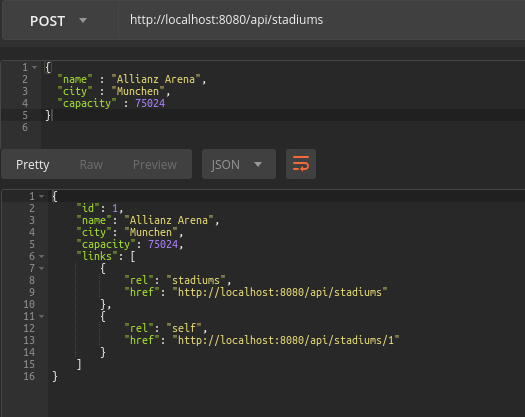 POST http://localhost:8080/api/stadiums
1 {
2 "name" : "Allianz Arena",
3 "city" : "Munchen",
4 "capacity" : 75024
5 }
6
Pretty Raw Preview JSON
1 {
2 "id": 1,
3 "name": "Allianz Arena",
4 "city": "Munchen",
5 "capacity": 75024,
6 "links": [
7 {
8 "rel": "stadiums",
9 "href": "http://localhost:8080/api/stadiums"
10 },
11 {
12 "rel": "self",
13 "href": "http://localhost:8080/api/stadiums/1"
14 }
15 ]
16 }